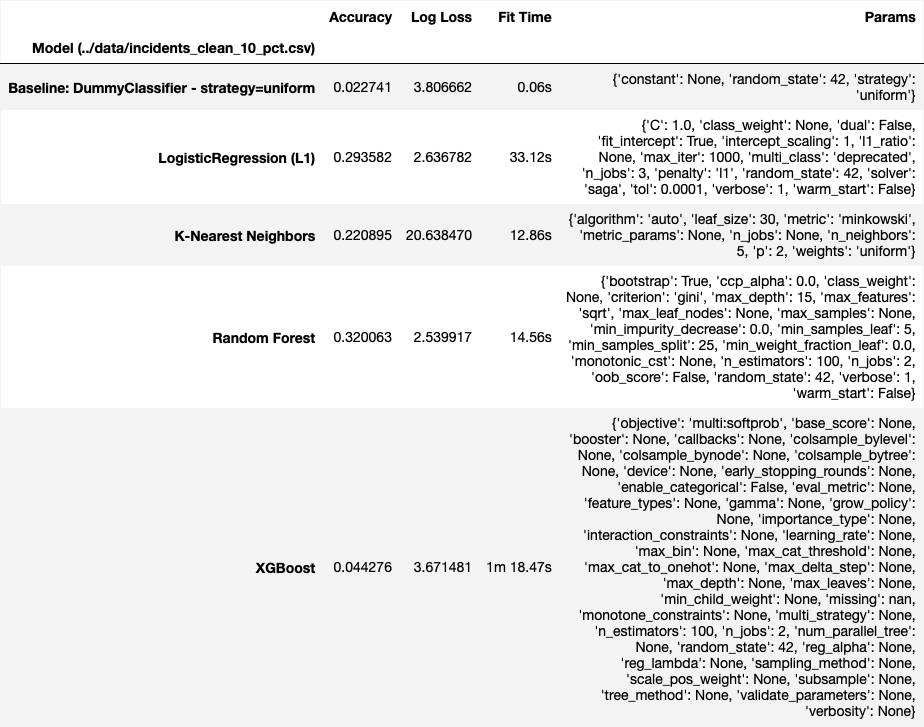 Accuracy Log Loss Fit Time Params
Model (../data/incidents_clean_10_pct.csv)
Baseline: DummyClassifier - strategy=uniform 0.022741 3.806662 0.06s {'constant': None, 'random_state': 42, 'strategy':
'uniform'}
{'C': 1.0, 'class_weight': None, 'dual': False,
'fit_intercept': True, 'intercept_scaling': 1, 'l1_ratio':
LogisticRegression (L1) 0.293582 2.636782 33.12s None, 'max_iter': 1000, 'multi_class': 'deprecated',
'n_jobs': 3, 'penalty': 'l1', 'random_state': 42, 'solver':
'saga', 'tol': 0.0001, 'verbose': 1, 'warm_start': False}
{'algorithm': 'auto', 'leaf_size': 30, 'metric': 'minkowski',
K-Nearest Neighbors 0.220895 20.638470 12.86s 'metric_params': None, 'n_jobs': None, 'n_neighbors':
5, 'p': 2, 'weights': 'uniform'}
{'bootstrap': True, 'ccp_alpha': 0.0, 'class_weight':
None, 'criterion': 'gini', 'max_depth': 15, 'max_features':
'sqrt', 'max_leaf_nodes': None, 'max_samples': None,
'min_impurity_decrease': 0.0, 'min_samples_leaf': 5,
Random Forest 0.320063 2.539917 14.56s 'min_samples_split': 25, 'min_weight_fraction_leaf': 0.0,
'monotonic_cst': None, 'n_estimators': 100, 'n_jobs': 2,
'oob_score': False, 'random_state': 42, 'verbose': 1,
'warm_start': False}
{'objective': 'multi:softprob', 'base_score': None,
'booster': None, 'callbacks': None, 'colsample_bylevel':
None, 'colsample_bynode': None, 'colsample_bytree':
None, 'device': None, 'early_stopping_rounds': None,
'enable_categorical': False, 'eval_metric': None,
'feature_types': None, 'gamma': None, 'grow_policy':
None, 'importance_type': None,
'interaction_constraints': None, 'learning_rate': None,
'max_bin': None, 'max_cat_threshold': None,
XGBoost 0.044276 3.671481 1m 18.47s 'max_cat_to_onehot': None, 'max_delta_step': None,
'max_depth': None, 'max_leaves': None,
'min_child_weight': None, 'missing': nan,
'monotone_constraints': None, 'multi_strategy': None,
'n_estimators': 100, 'n_jobs': 2, 'num_parallel_tree':
None, 'random_state': 42, 'reg_alpha': None,
'reg_lambda': None, 'sampling_method': None,
'scale_pos_weight': None, 'subsample': None,
'tree_method': None, 'validate_parameters': None,
'verbosity': None}